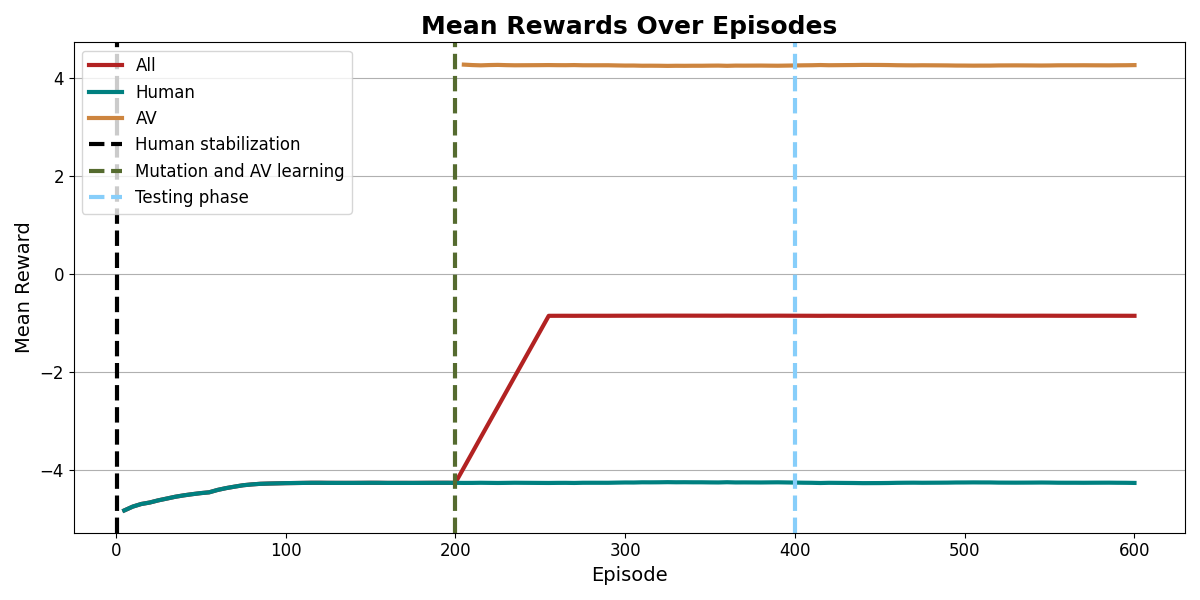 Mean Rewards Over Episodes
All
Human
AV
Human stabilization
Mutation and AV learning
Testing phase
Mean Reward
4
2
0
−2
−4
0 100 200 300 400 500 600
Episode